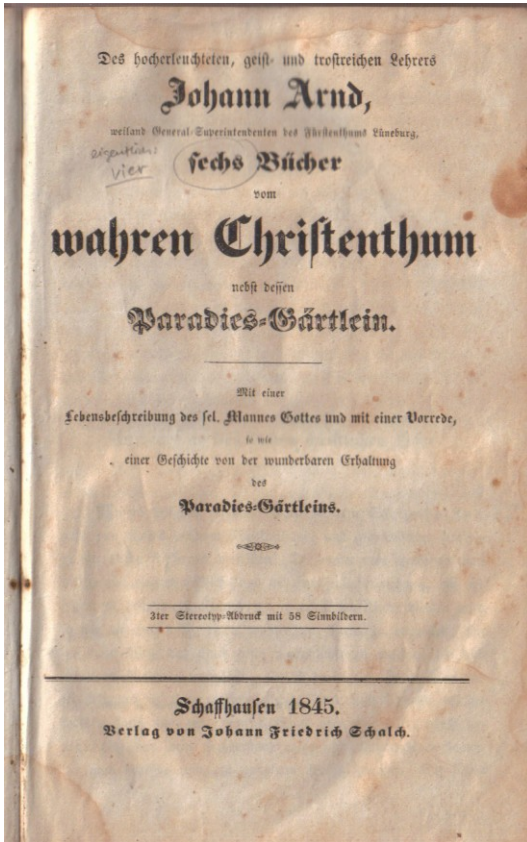 Des hocherleuchteten, geist- und trostreichen Lehrers
Johann Arnd,
weiland General-Superintendenten des Fürstenthums Lüneburg,
eigentlich:
vier
sechs Bücher
vom
wahren Christenthum
nebst dessen
Paradies-Gärtlein.
Mit einer
Lebensbeschreibung des sel. Mannes Gottes und mit einer Vorrede,
so wie
einer Geschichte von der wunderbaren Erhaltung
des
Paradies-Gärtleins.
3ter Stereotyp-Abdruck mit 58 Sinnbildern.
Schaffhausen 1845.
Verlag von Johann Friedrich Schalch.